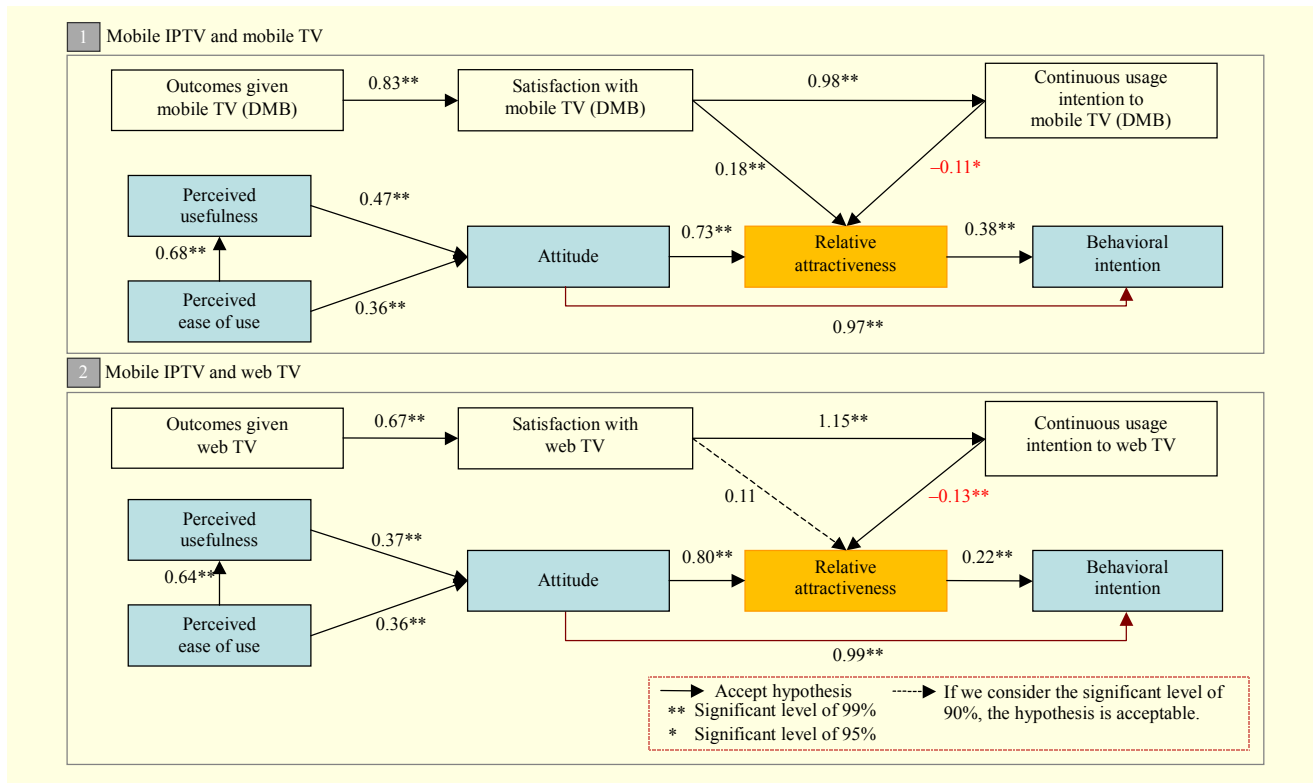 1 Mobile IPTV and mobile TV
Outcomes given
mobile TV (DMB)
0.83**
Satisfaction with
mobile TV (DMB)
0.98**
Continuous usage
intention to
mobile TV (DMB)
0.18**
–0.11*
Perceived
usefulness
0.47**
0.68**
Perceived
ease of use
0.36**
Attitude
0.73**
Relative
attractiveness
0.38**
Behavioral
intention
0.97**
2 Mobile IPTV and web TV
Outcomes given
web TV
0.67**
Satisfaction with
web TV
1.15**
Continuous usage
intention to web TV
0.11
–0.13**
Perceived
usefulness
0.37**
0.64**
Perceived
ease of use
0.36**
Attitude
0.80**
Relative
attractiveness
0.22**
Behavioral
intention
0.99**
Accept hypothesis
** Significant level of 99%
* Significant level of 95%
If we consider the significant level of
90%, the hypothesis is acceptable.